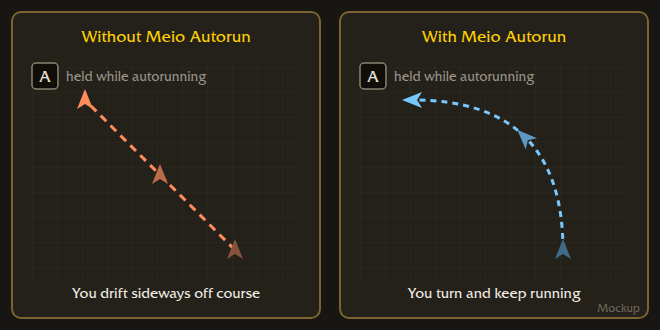 Without Meio Autorun
A held while autorunning
You drift sideways off course
With Meio Autorun
A held while autorunning
You turn and keep running
Mockup